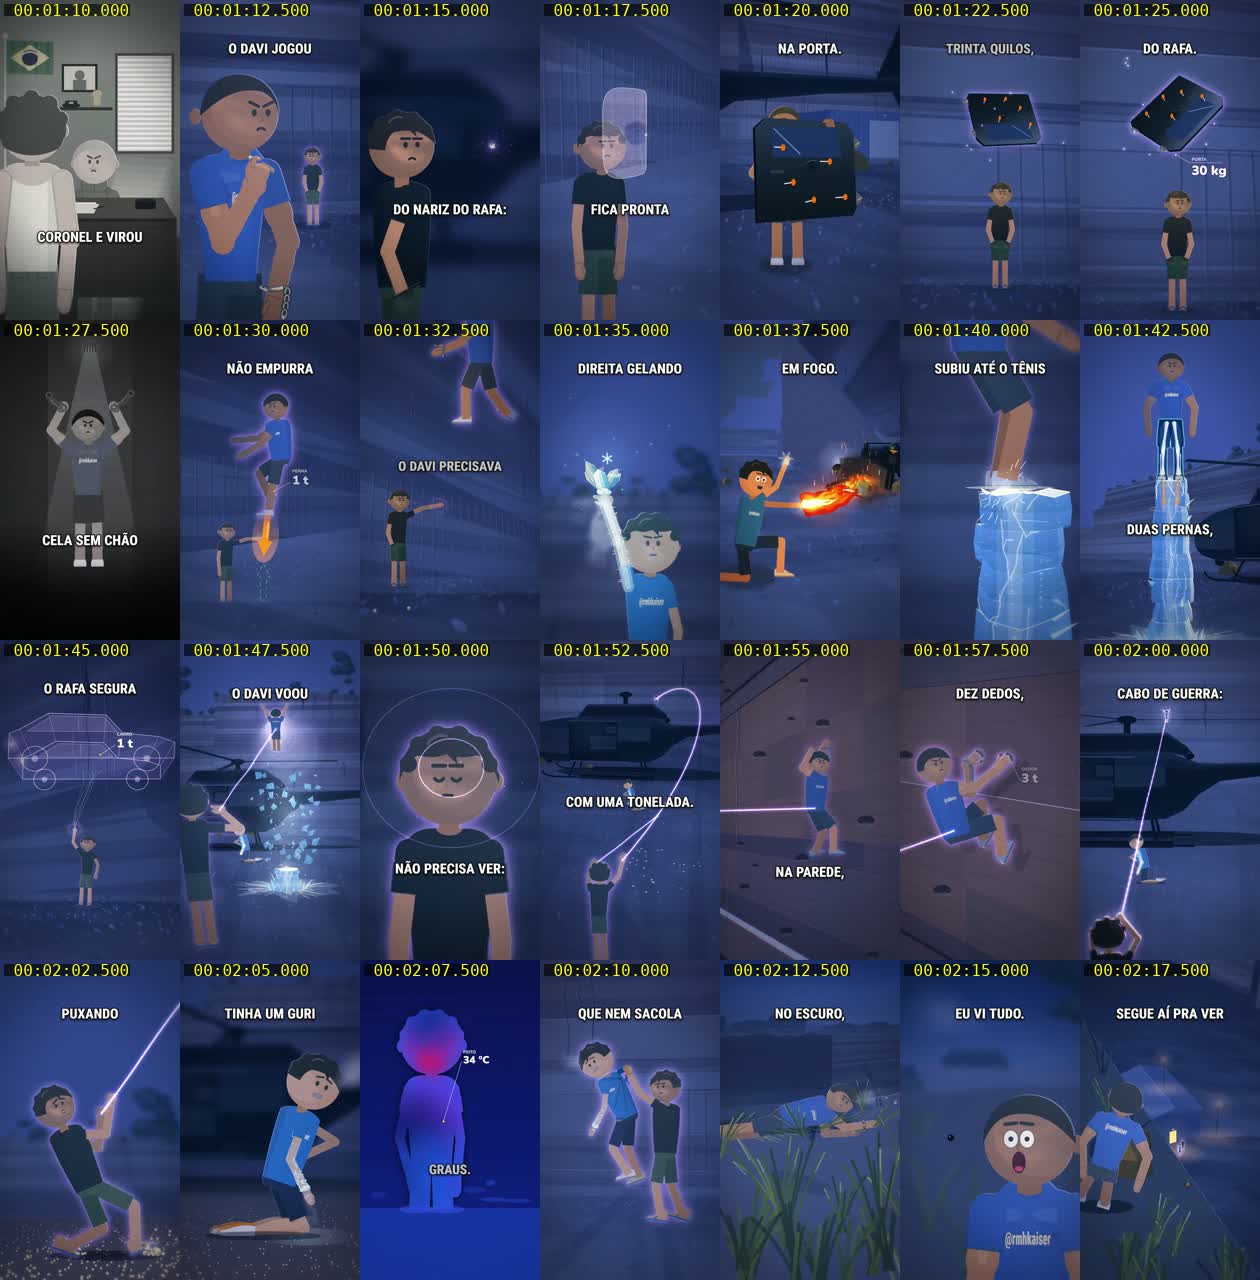 00:01:10.000
CORONEL E VIROU
00:01:12.500
O DAVI JOGOU
00:01:15.000
DO NARIZ DO RAFA:
00:01:17.500
FICA PRONTA
00:01:20.000
NA PORTA.
00:01:22.500
TRINTA QUILOS,
00:01:25.000
DO RAFA.
PORTA
30 kg
00:01:27.500
CELA SEM CHÃO
00:01:30.000
NÃO EMPURRA
PERNA
1 t
00:01:32.500
O DAVI PRECISAVA
00:01:35.000
DIREITA GELANDO
@rmhkaiser
00:01:37.500
EM FOGO.
00:01:40.000
SUBIU ATÉ O TÊNIS
00:01:42.500
DUAS PERNAS,
00:01:45.000
O RAFA SEGURA
CARRO
1 t
00:01:47.500
O DAVI VOOU
00:01:50.000
NÃO PRECISA VER:
00:01:52.500
COM UMA TONELADA.
00:01:55.000
NA PAREDE,
00:01:57.500
DEZ DEDOS,
DEDOS
3 t
00:02:00.000
CABO DE GUERRA:
00:02:02.500
PUXANDO
00:02:05.000
TINHA UM GURI
00:02:07.500
PEITO
34 °C
GRAUS.
00:02:10.000
QUE NEM SACOLA
00:02:12.500
NO ESCURO,
00:02:15.000
EU VI TUDO.
@rmhkaiser
00:02:17.500
SEGUE AÍ PRA VER
@rmhkaiser